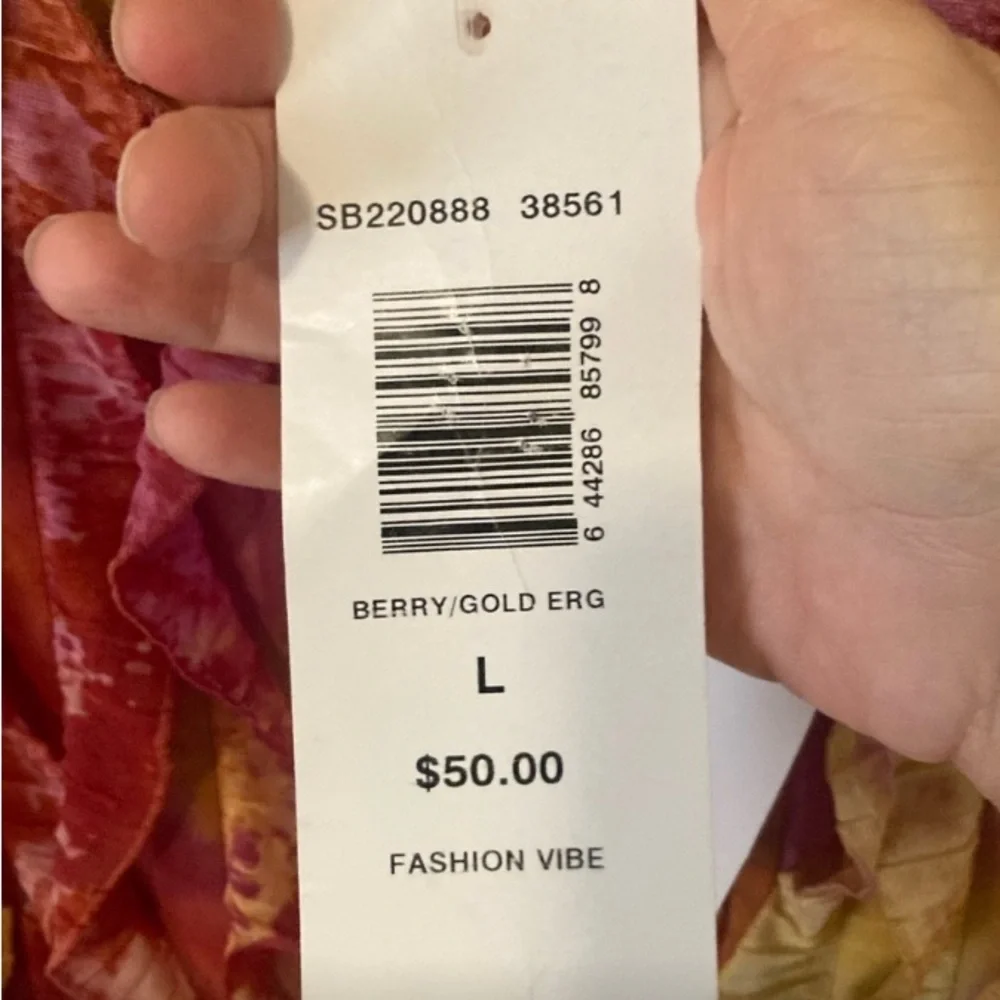 SB220888 38561
6 44286 85799 8
BERRY/GOLD ERG
L
$50.00
FASHION VIBE